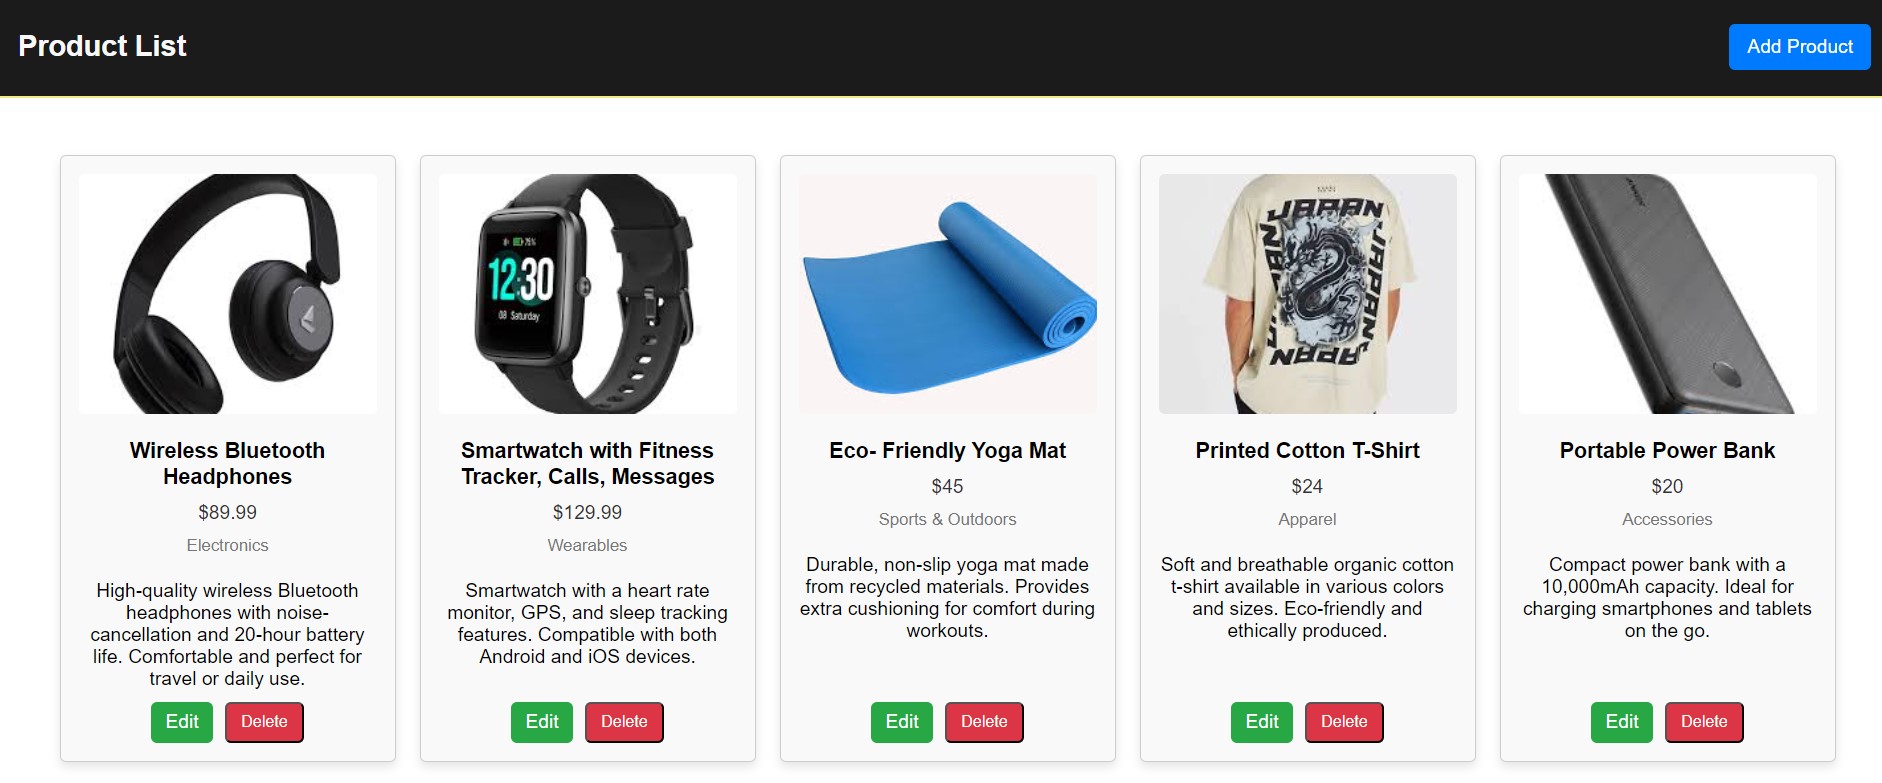 Product List
Add Product
12:30
08 Saturday
JAPAN
JAPAN
JAPAN
JAPAN
Wireless Bluetooth
Headphones
$89.99
Electronics
High-quality wireless Bluetooth
headphones with noise-
cancellation and 20-hour battery
life. Comfortable and perfect for
travel or daily use.
Edit
Delete
Smartwatch with Fitness
Tracker, Calls, Messages
$129.99
Wearables
Smartwatch with a heart rate
monitor, GPS, and sleep tracking
features. Compatible with both
Android and iOS devices.
Edit
Delete
Eco- Friendly Yoga Mat
$45
Sports & Outdoors
Durable, non-slip yoga mat made
from recycled materials. Provides
extra cushioning for comfort during
workouts.
Edit
Delete
Printed Cotton T-Shirt
$24
Apparel
Soft and breathable organic cotton
t-shirt available in various colors
and sizes. Eco-friendly and
ethically produced.
Edit
Delete
Portable Power Bank
$20
Accessories
Compact power bank with a
10,000mAh capacity. Ideal for
charging smartphones and tablets
on the go.
Edit
Delete